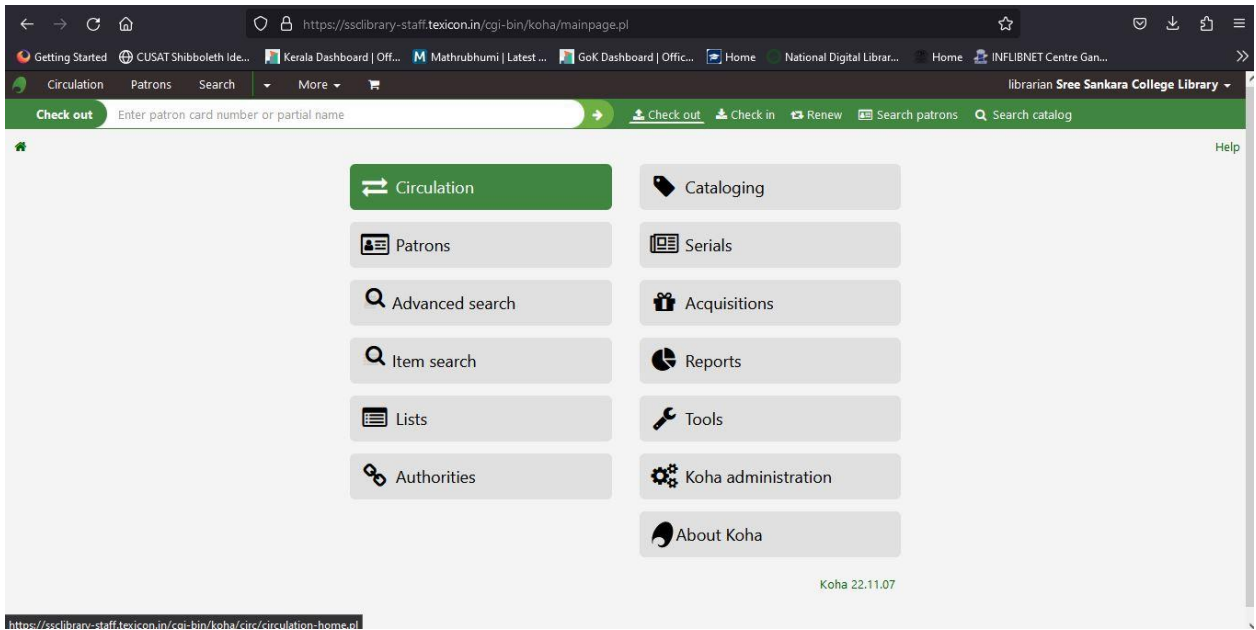 https://ssclibrary-staff.texicon.in/cgi-bin/koha/mainpage.pl
Getting Started CUSAT Shibboleth Ide... Kerala Dashboard | Off... Mathrubhumi | Latest ... GoK Dashboard | Offic... Home National Digital Librar... Home INFLIBNET Centre Gan...
Circulation Patrons Search More librarian Sree Sankara College Library
Check out Enter patron card number or partial name Check out Check in Renew Search patrons Search catalog
Help
Circulation Cataloging
Patrons Serials
Advanced search Acquisitions
Item search Reports
Lists Tools
Authorities Koha administration
About Koha
Koha 22.11.07
https://ssclibrary-staff.texicon.in/cgi-bin/koha/circ/circulation-home.pl